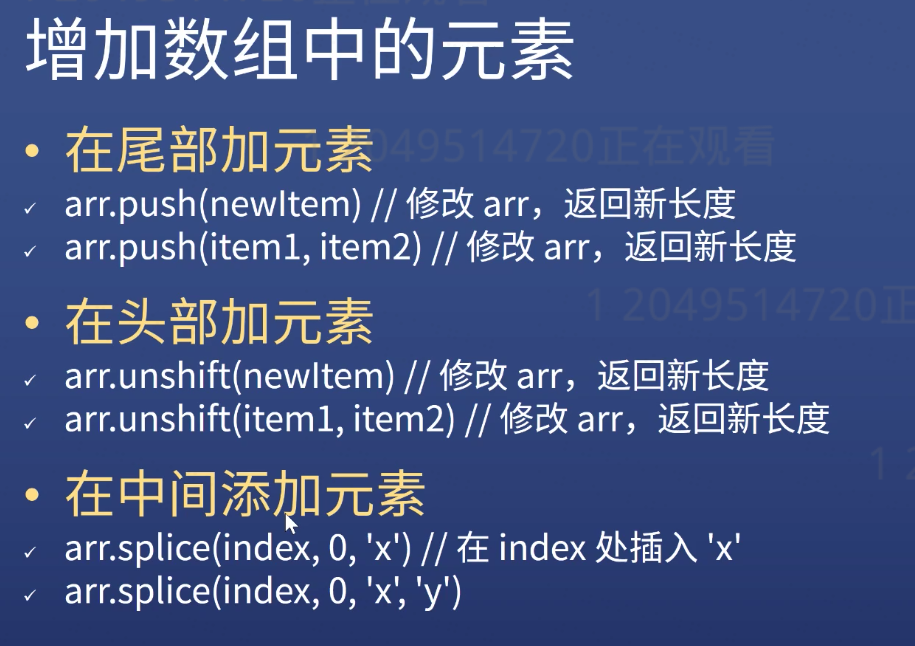 增加数组中的元素
• 在尾部加元素
1 2049514720正在观看
✓ arr.push(newItem) // 修改 arr，返回新长度
✓ arr.push(item1, item2) // 修改 arr，返回新长度
• 在头部加元素
1 2049514720正
✓ arr.unshift(newItem) // 修改 arr，返回新长度
✓ arr.unshift(item1, item2) // 修改 arr，返回新长度
1 2
• 在中间添加元素
✓ arr.splice(index, 0, 'x') // 在 index 处插入 'x'
✓ arr.splice(index, 0, 'x', 'y')